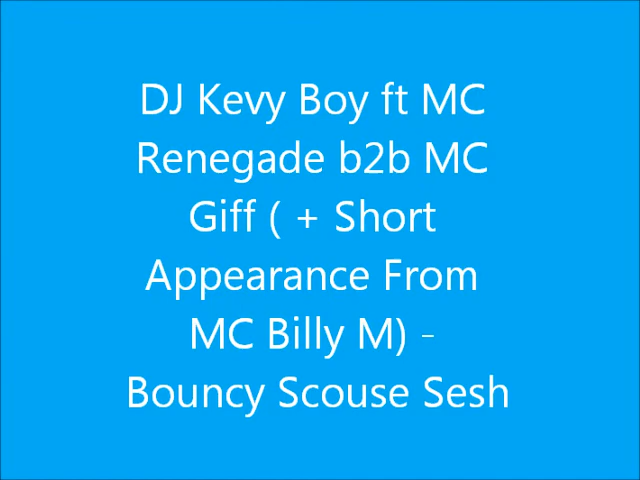 DJ Kevy Boy ft MC
Renegade b2b MC
Giff ( + Short
Appearance From
MC Billy M) -
Bouncy Scouse Sesh